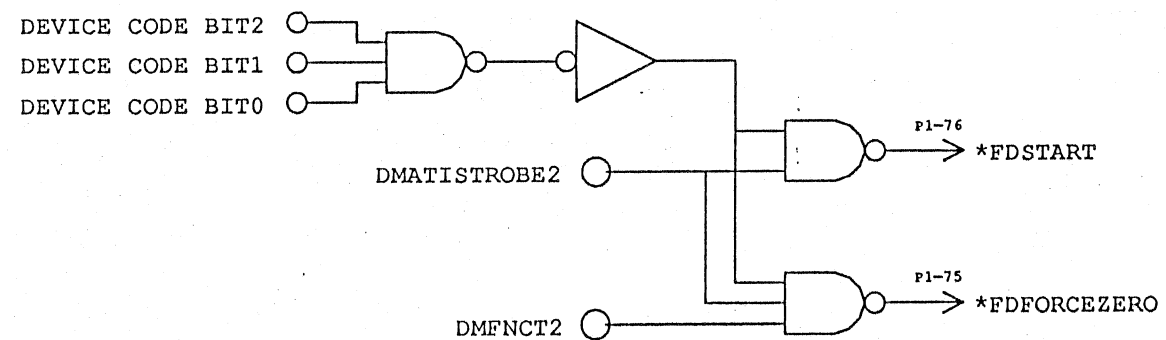 DEVICE CODE BIT2
DEVICE CODE BIT1
DEVICE CODE BIT0
P1-76
*FDSTART
DMATISTROBE2
P1-75
*FDFORCEZERO
DMFNCT2